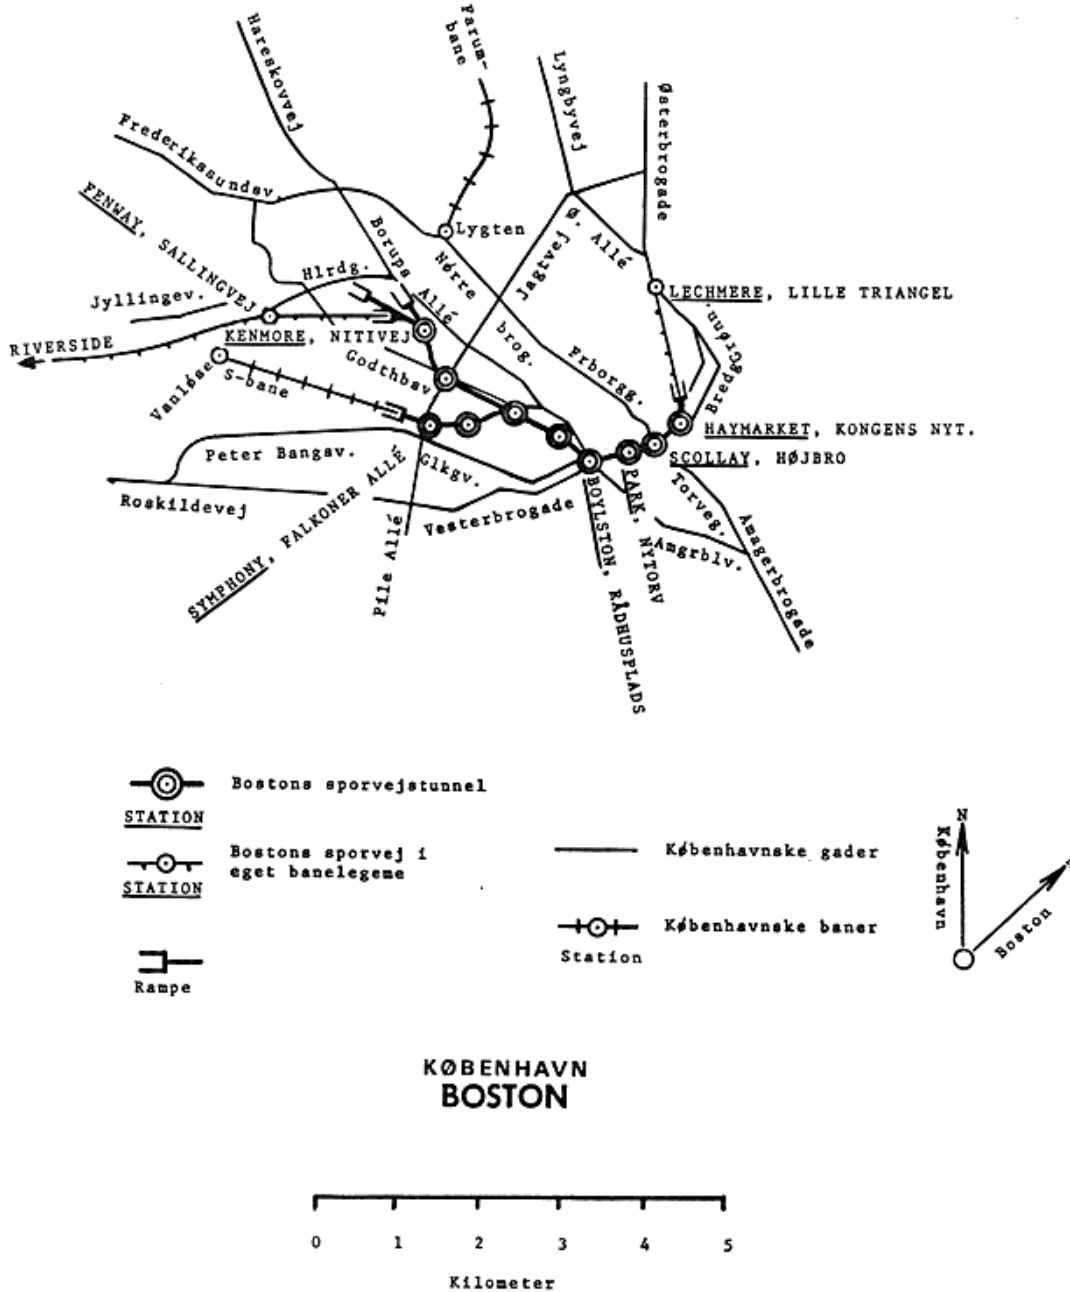 Hareskovvej
Farum-
bane
Lyngbyvej
Østerbrogade
Frederikssundsv.
FENWAY, SALLINGVEJ
Borups
Allé
Lygten
Hlrdg.
Nørre
brog.
Jagtvej
Ø. Allé
Jyllingev.
LECHMERE, LILLE TRIANGEL
RIVERSIDE
KENMORE, NITIVEJ
Godthbsv
Frborgg.
Grønn.
Bredg.
Vanløse
S-bane
HAYMARKET, KONGENS NYT.
SCOLLAY, HØJBRO
Peter Bangsv.
Glkgv.
Roskildevej
Vesterbrogade
SYMPHONY, FALKONER ALLÉ
Pile Allé
BOYLSTON, RÅDHUSPLADS
PARK, NYTORV
Torveg.
Amgrblv.
Amagerbrogade
Bostons sporvejstunnel
STATION
Bostons sporvej i
eget banelegeme
STATION
Rampe
Københavnske gader
Københavnske baner
Station
N
København
Boston
KØBENHAVN
BOSTON
0 1 2 3 4 5
Kilometer